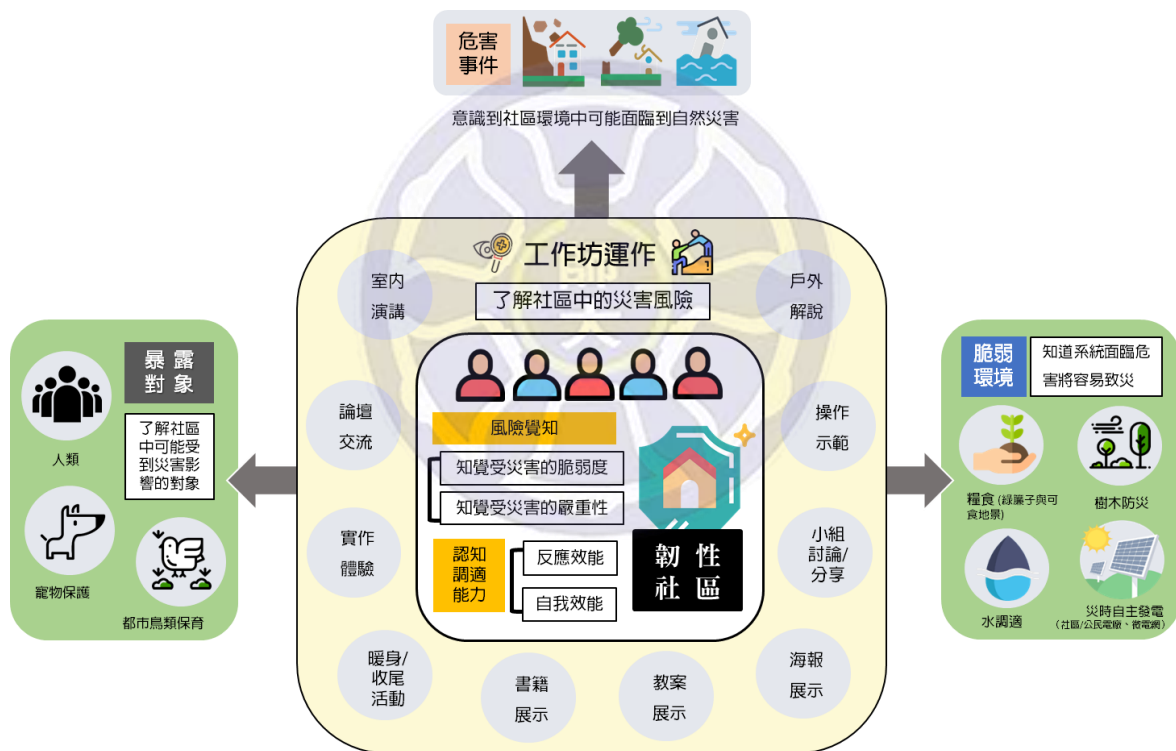 危害
事件
意識到社區環境中可能面臨到自然災害
工作坊運作
了解社區中的災害風險
室內
演講
戶外
解說
論壇
交流
操作
示範
實作
體驗
小組
討論/
分享
暖身/
收尾
活動
書籍
展示
教案
展示
海報
展示
風險覺知
知覺受災害的脆弱度
知覺受災害的嚴重性
認知
調適
能力
反應效能
自我效能
韌性
社區
暴露
對象
了解社區
中可能受
到災害影
響的對象
人類
寵物保護
都市鳥類保育
脆弱
環境
知道系統面臨危
害將容易致災
糧食(綠簾子與可
食地景)
樹木防災
水調適
災時自主發電
(社區/公民電廠、微電網)